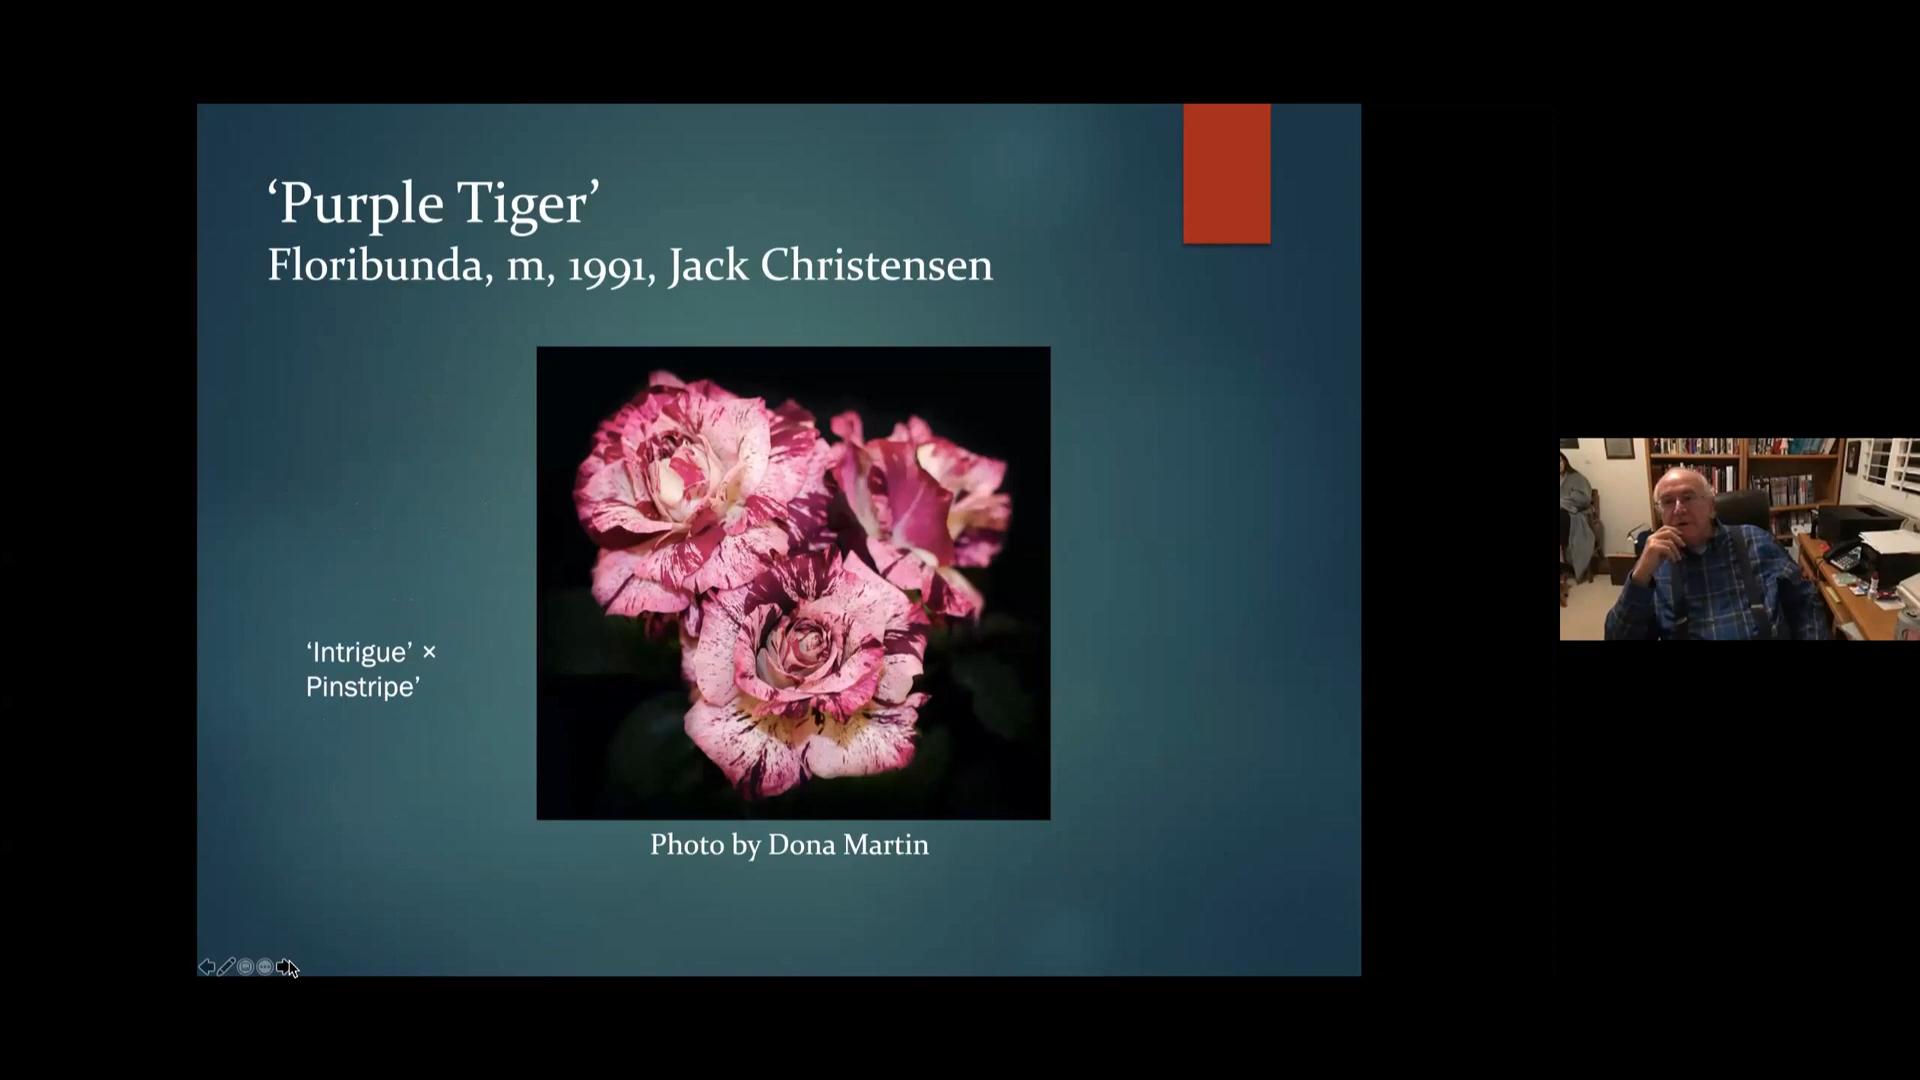 ‘Purple Tiger’
Floribunda, m, 1991, Jack Christensen
‘Intrigue’ ×
Pinstripe’
Photo by Dona Martin